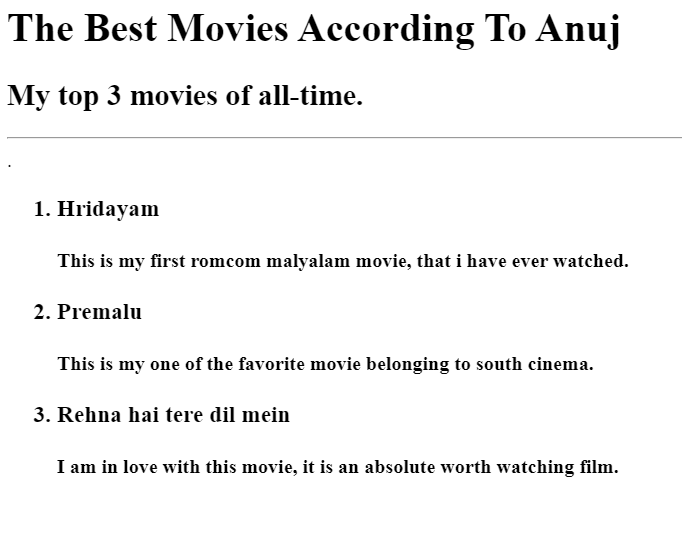 The Best Movies According To Anuj
My top 3 movies of all-time.
.
1. Hridayam
This is my first romcom malyalam movie, that i have ever watched.
2. Premalu
This is my one of the favorite movie belonging to south cinema.
3. Rehna hai tere dil mein
I am in love with this movie, it is an absolute worth watching film.